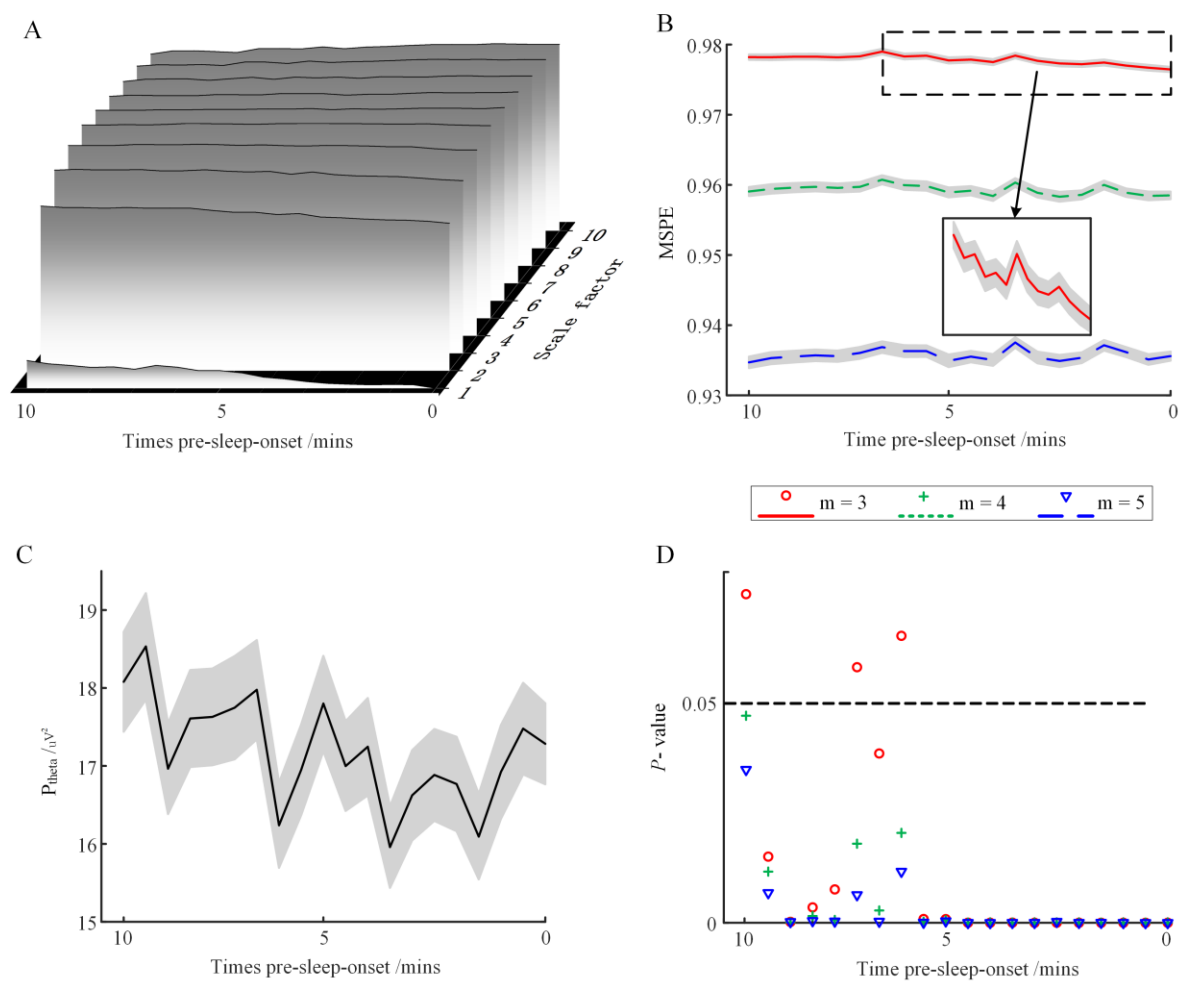 A
10
9
8
7
6
5
4
3
2
1
Scale factor
10 5 0
Times pre-sleep-onset /mins
B
0.98
0.97
0.96
0.95
0.94
0.93
MSPE
10 5 0
Time pre-sleep-onset /mins
m = 3 m = 4 m = 5
C
19
18
17
16
15
Ptheta /uV²
10 5 0
Times pre-sleep-onset /mins
D
0.05
0
P- value
10 5 0
Time pre-sleep-onset /mins